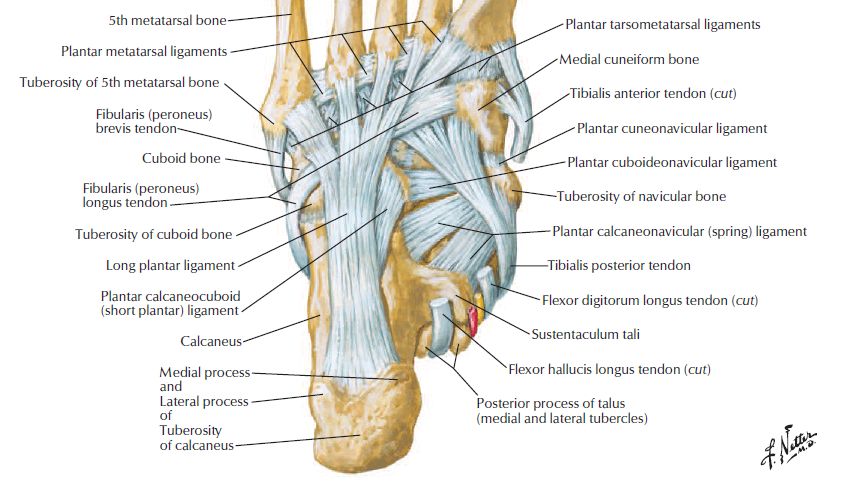 5th metatarsal bone
Plantar metatarsal ligaments
Tuberosity of 5th metatarsal bone
Fibularis (peroneus)
brevis tendon
Cuboid bone
Fibularis (peroneus)
longus tendon
Tuberosity of cuboid bone
Long plantar ligament
Plantar calcaneocuboid
(short plantar) ligament
Calcaneus
Medial process
and
Lateral process
of
Tuberosity
of calcaneus
Plantar tarsometatarsal ligaments
Medial cuneiform bone
Tibialis anterior tendon (cut)
Plantar cuneonavicular ligament
Plantar cuboideonavicular ligament
Tuberosity of navicular bone
Plantar calcaneonavicular (spring) ligament
Tibialis posterior tendon
Flexor digitorum longus tendon (cut)
Sustentaculum tali
Flexor hallucis longus tendon (cut)
Posterior process of talus
(medial and lateral tubercles)
F. Netter
M.D.